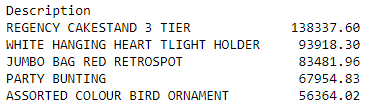 Description
REGENCY CAKESTAND 3 TIER 138337.60
WHITE HANGING HEART TLIGHT HOLDER 93918.30
JUMBO BAG RED RETROSPOT 83481.96
PARTY BUNTING 67954.83
ASSORTED COLOUR BIRD ORNAMENT 56364.02